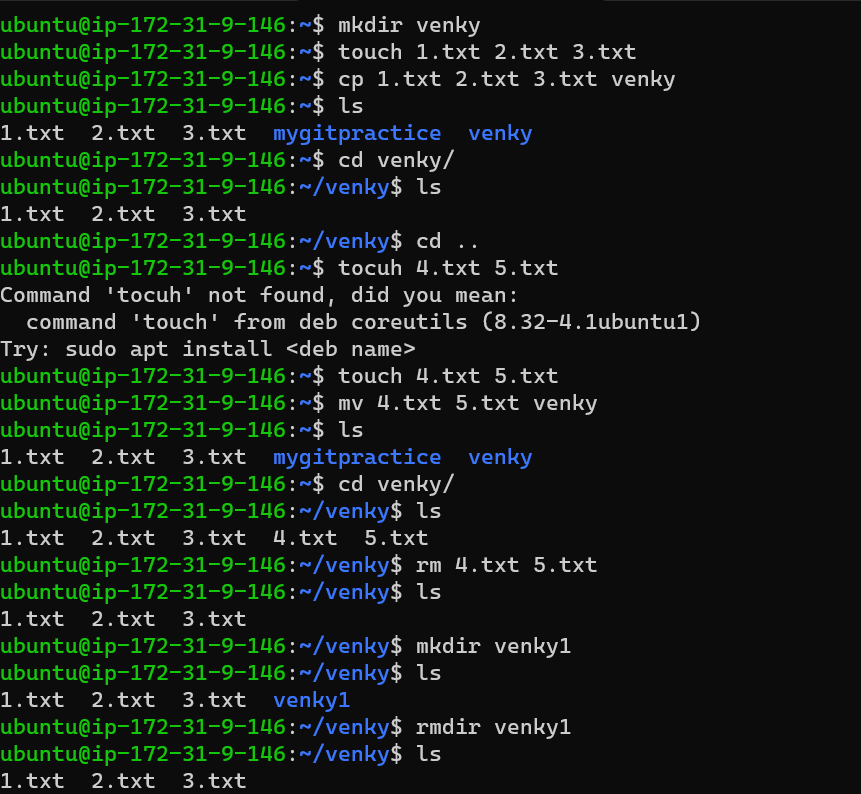 ubuntu@ip-172-31-9-146:~$ mkdir venky
ubuntu@ip-172-31-9-146:~$ touch 1.txt 2.txt 3.txt
ubuntu@ip-172-31-9-146:~$ cp 1.txt 2.txt 3.txt venky
ubuntu@ip-172-31-9-146:~$ ls
1.txt  2.txt  3.txt  mygitpractice  venky
ubuntu@ip-172-31-9-146:~$ cd venky/
ubuntu@ip-172-31-9-146:~/venky$ ls
1.txt  2.txt  3.txt
ubuntu@ip-172-31-9-146:~/venky$ cd ..
ubuntu@ip-172-31-9-146:~$ tocuh 4.txt 5.txt
Command 'tocuh' not found, did you mean:
  command 'touch' from deb coreutils (8.32-4.1ubuntu1)
Try: sudo apt install <deb name>
ubuntu@ip-172-31-9-146:~$ touch 4.txt 5.txt
ubuntu@ip-172-31-9-146:~$ mv 4.txt 5.txt venky
ubuntu@ip-172-31-9-146:~$ ls
1.txt  2.txt  3.txt  mygitpractice  venky
ubuntu@ip-172-31-9-146:~$ cd venky/
ubuntu@ip-172-31-9-146:~/venky$ ls
1.txt  2.txt  3.txt  4.txt  5.txt
ubuntu@ip-172-31-9-146:~/venky$ rm 4.txt 5.txt
ubuntu@ip-172-31-9-146:~/venky$ ls
1.txt  2.txt  3.txt
ubuntu@ip-172-31-9-146:~/venky$ mkdir venky1
ubuntu@ip-172-31-9-146:~/venky$ ls
1.txt  2.txt  3.txt  venky1
ubuntu@ip-172-31-9-146:~/venky$ rmdir venky1
ubuntu@ip-172-31-9-146:~/venky$ ls
1.txt  2.txt  3.txt